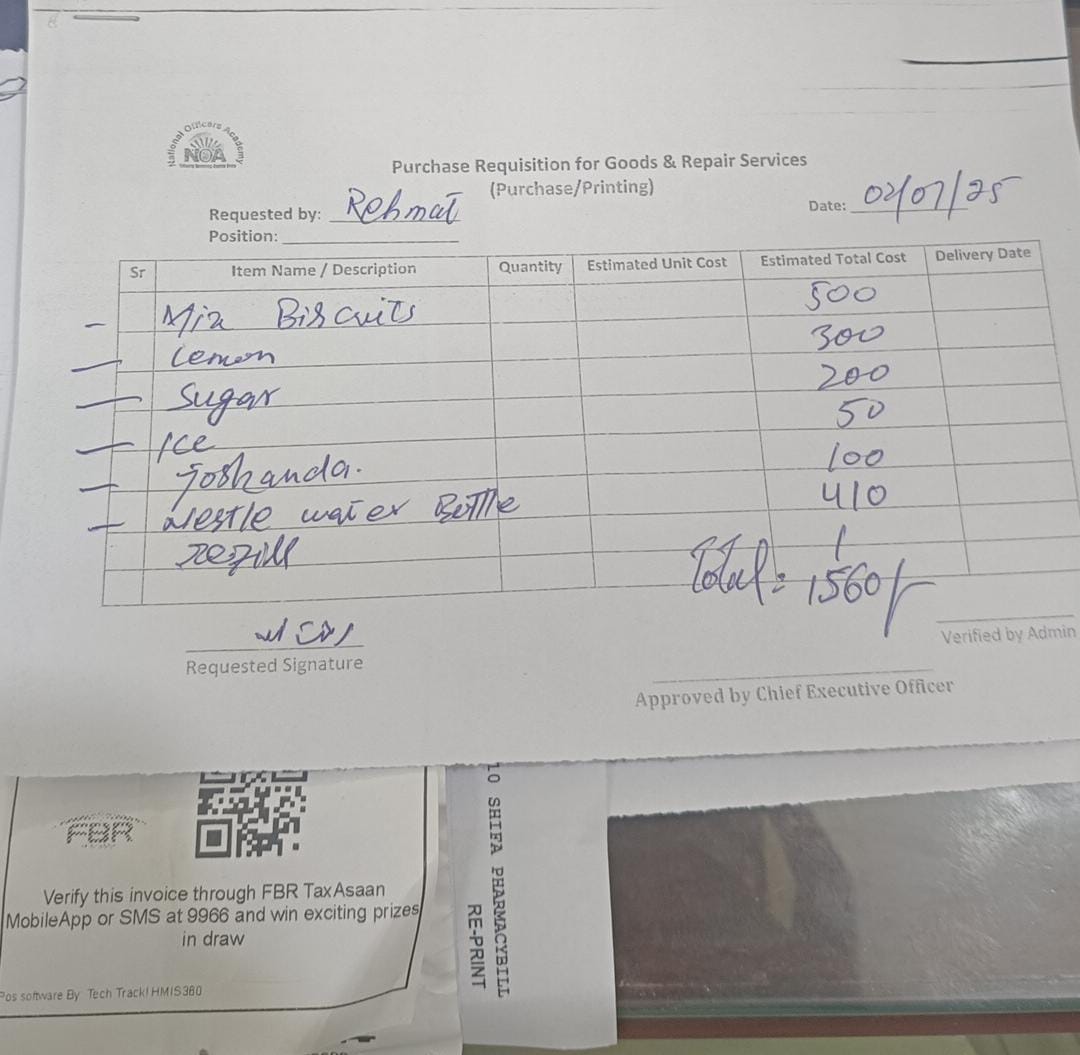 National Officers Academy
NOA
Purchase Requisition for Goods & Repair Services
(Purchase/Printing)
Requested by: Rehmat
Date: 02/07/25
Position:
Sr Item Name / Description Quantity Estimated Unit Cost Estimated Total Cost Delivery Date
– Mix Biscuits 500
– Lemon 300
– Sugar 200
– Ice 50
– Joshanda. 100
– Nestle water Bottle 410
Refill
Total: 1560/-
Requested Signature
Verified by Admin
Approved by Chief Executive Officer
FBR
Verify this invoice through FBR TaxAsaan
MobileApp or SMS at 9966 and win exciting prizes
in draw
Pos software By Tech Track! HMIS360
10 SHIFA PHARMACYBILL
RE-PRINT